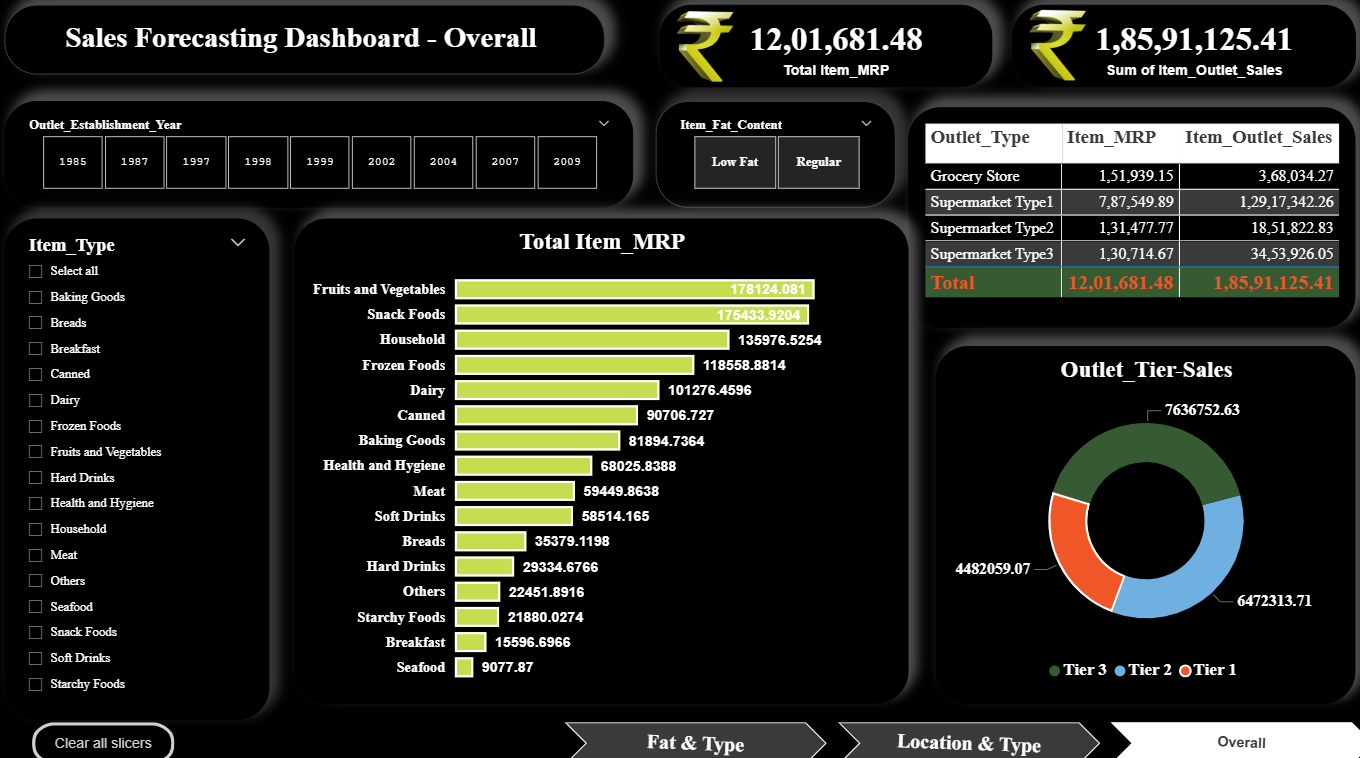 Sales Forecasting Dashboard - Overall
12,01,681.48
Total Item_MRP
1,85,91,125.41
Sum of Item_Outlet_Sales
Outlet_Establishment_Year
1985 1987 1997 1998 1999 2002 2004 2007 2009
Item_Fat_Content
Low Fat Regular
Outlet_Type Item_MRP Item_Outlet_Sales
Grocery Store 1,51,939.15 3,68,034.27
Supermarket Type1 7,87,549.89 1,29,17,342.26
Supermarket Type2 1,31,477.77 18,51,822.83
Supermarket Type3 1,30,714.67 34,53,926.05
Total 12,01,681.48 1,85,91,125.41
Item_Type
Select all
Baking Goods
Breads
Breakfast
Canned
Dairy
Frozen Foods
Fruits and Vegetables
Hard Drinks
Health and Hygiene
Household
Meat
Others
Seafood
Snack Foods
Soft Drinks
Starchy Foods
Total Item_MRP
Fruits and Vegetables 178124.081
Snack Foods 175433.9204
Household 135976.5254
Frozen Foods 118558.8814
Dairy 101276.4596
Canned 90706.727
Baking Goods 81894.7364
Health and Hygiene 68025.8388
Meat 59449.8638
Soft Drinks 58514.165
Breads 35379.1198
Hard Drinks 29334.6766
Others 22451.8916
Starchy Foods 21880.0274
Breakfast 15596.6966
Seafood 9077.87
Outlet_Tier-Sales
7636752.63
4482059.07
6472313.71
Tier 3 Tier 2 Tier 1
Clear all slicers
Fat & Type
Location & Type
Overall